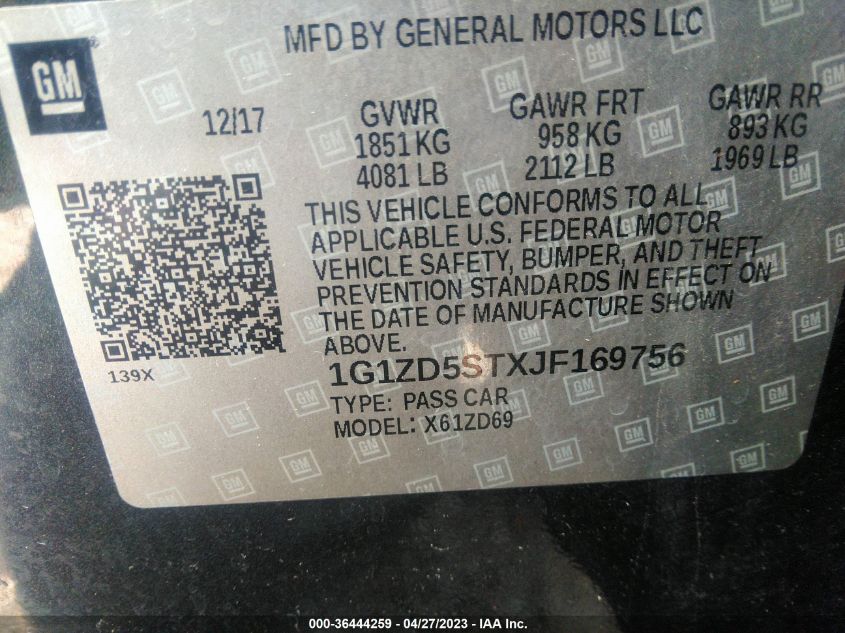 MFD BY GENERAL MOTORS LLC
GM
12/17
GVWR
1851 KG
4081 LB
GAWR FRT
958 KG
2112 LB
GAWR RR
893 KG
1969 LB
THIS VEHICLE CONFORMS TO ALL
APPLICABLE U.S. FEDERAL MOTOR
VEHICLE SAFETY, BUMPER, AND THEFT
PREVENTION STANDARDS IN EFFECT ON
THE DATE OF MANUFACTURE SHOWN
ABOVE.
139X
1G1ZD5STXJF169756
TYPE: PASS CAR
MODEL: X61ZD69
000-36444259 - 04/27/2023 - IAA Inc.